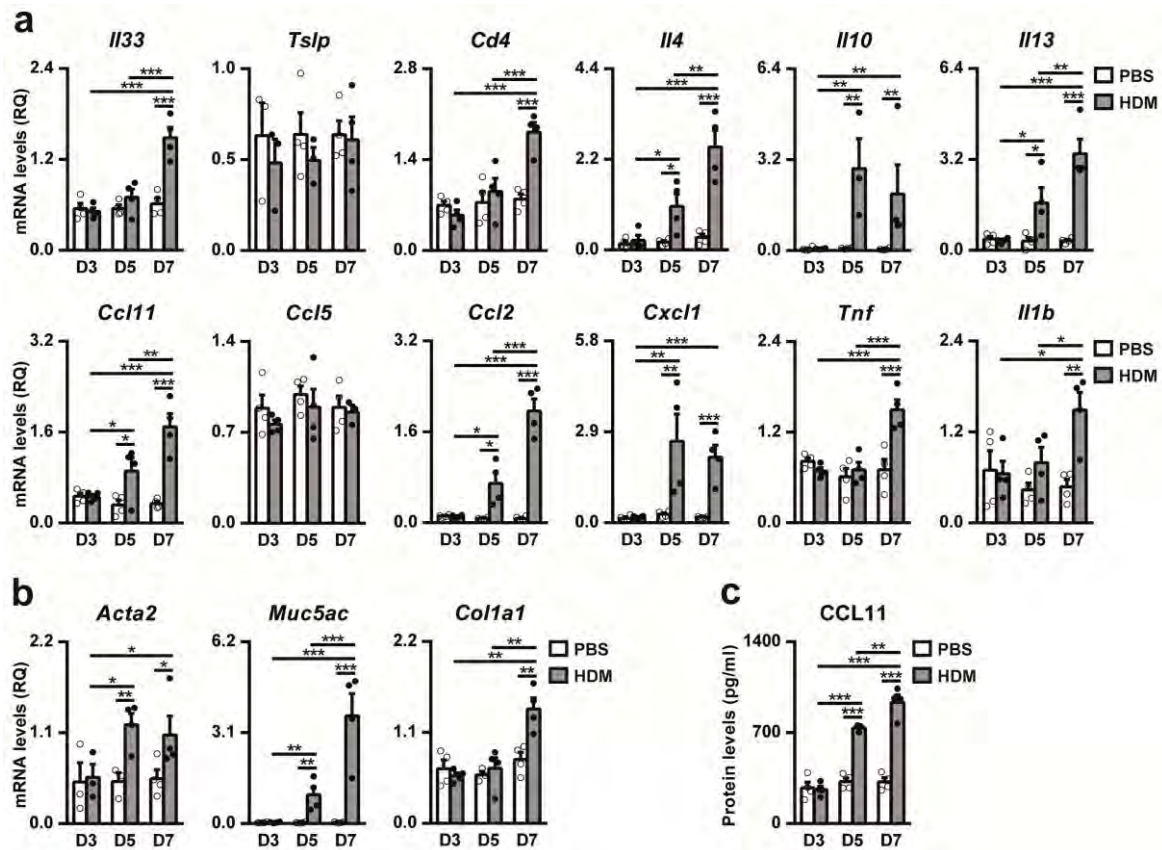 a
Il33 Tslp Cd4 Il4 Il10 Il13
mRNA levels (RQ)
2.4 1.2 0.0
*** *** ***
D3 D5 D7
1.0 0.5 0.0
D3 D5 D7
2.8 1.4 0.0
*** *** ***
D3 D5 D7
4.4 2.2 0.0
** *** *** * *
D3 D5 D7
6.4 3.2 0.0
** ** ** **
D3 D5 D7
6.4 3.2 0.0
** *** *** * *
D3 D5 D7
PBS
HDM
Ccl11 Ccl5 Ccl2 Cxcl1 Tnf Il1b
mRNA levels (RQ)
3.2 1.6 0.0
** *** *** * *
D3 D5 D7
1.4 0.7 0.0
D3 D5 D7
3.2 1.6 0.0
*** *** *** * *
D3 D5 D7
5.8 2.9 0.0
*** ** ** ***
D3 D5 D7
2.4 1.2 0.0
*** *** ***
D3 D5 D7
2.4 1.2 0.0
* * **
D3 D5 D7
PBS
HDM
b
Acta2 Muc5ac Col1a1
mRNA levels (RQ)
2.2 1.1 0.0
* * * **
D3 D5 D7
6.2 3.1 0.0
*** *** *** ** **
D3 D5 D7
2.2 1.1 0.0
** ** **
D3 D5 D7
PBS
HDM
c
CCL11
Protein levels (pg/ml)
1400 700 0
** *** *** *** ***
D3 D5 D7
PBS
HDM